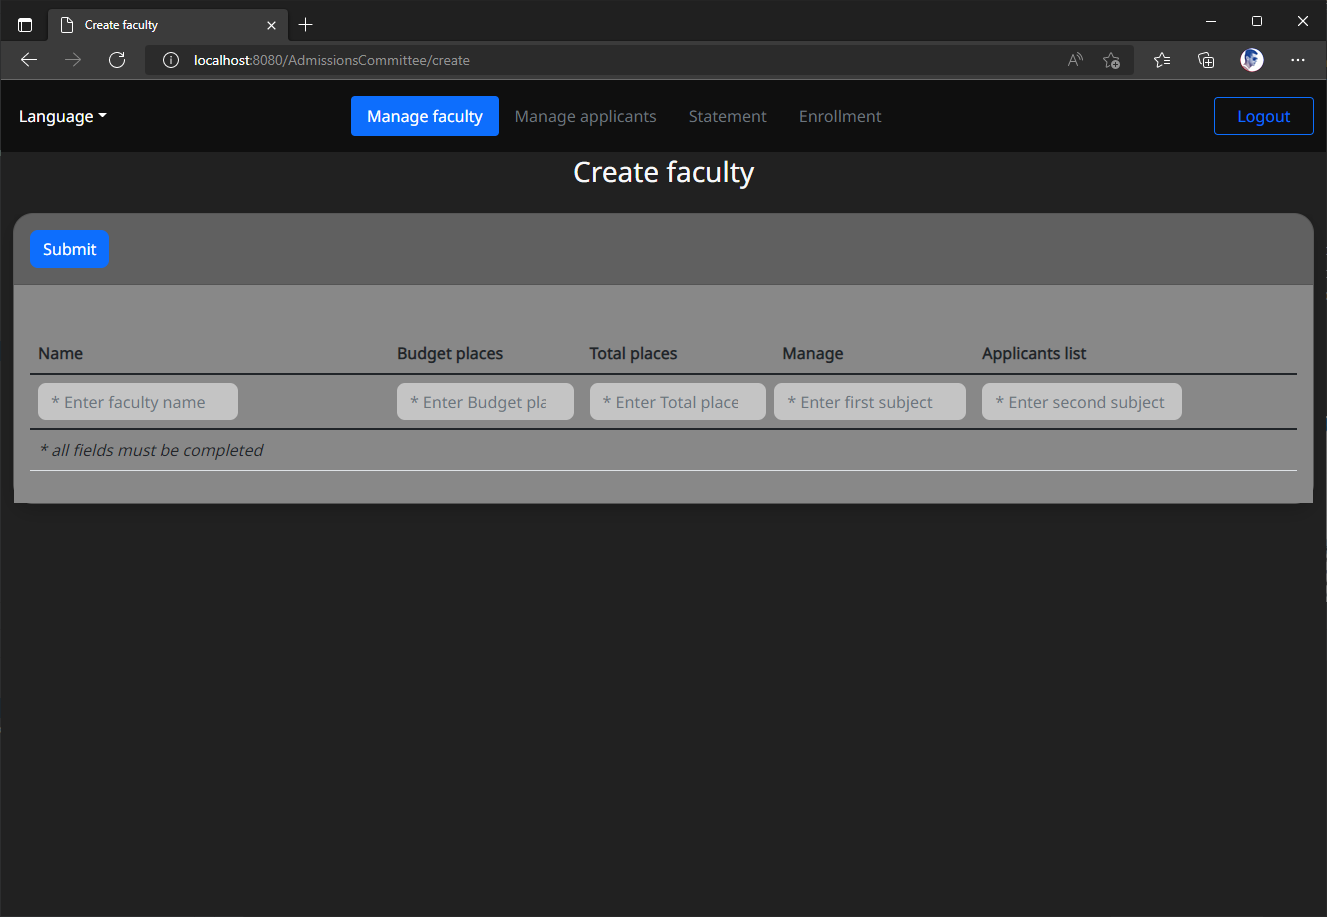 Create faculty
localhost:8080/AdmissionsCommittee/create
Language Manage faculty Manage applicants Statement Enrollment Logout
Create faculty
Submit
Name Budget places Total places Manage Applicants list
* Enter faculty name * Enter Budget pla * Enter Total place * Enter first subject * Enter second subject
* all fields must be completed